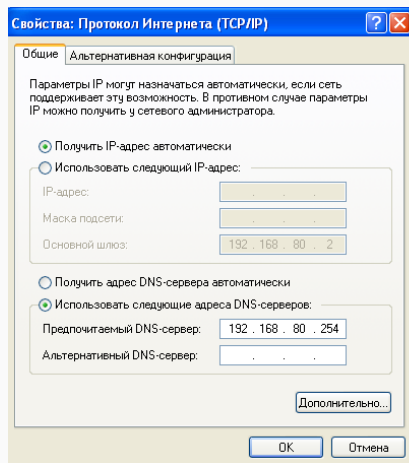 Свойства: Протокол Интернета (TCP/IP)
Общие
Альтернативная конфигурация
Параметры IP могут назначаться автоматически, если сеть
поддерживает эту возможность. В противном случае параметры
IP можно получить у сетевого администратора.
Получить IP-адрес автоматически
Использовать следующий IP-адрес:
IP-адрес: . . .
Маска подсети: . . .
Основной шлюз: 192 . 168 . 80 . 2
Получить адрес DNS-сервера автоматически
Использовать следующие адреса DNS-серверов:
Предпочитаемый DNS-сервер: 192 . 168 . 80 . 254
Альтернативный DNS-сервер: . . .
Дополнительно...
OK
Отмена